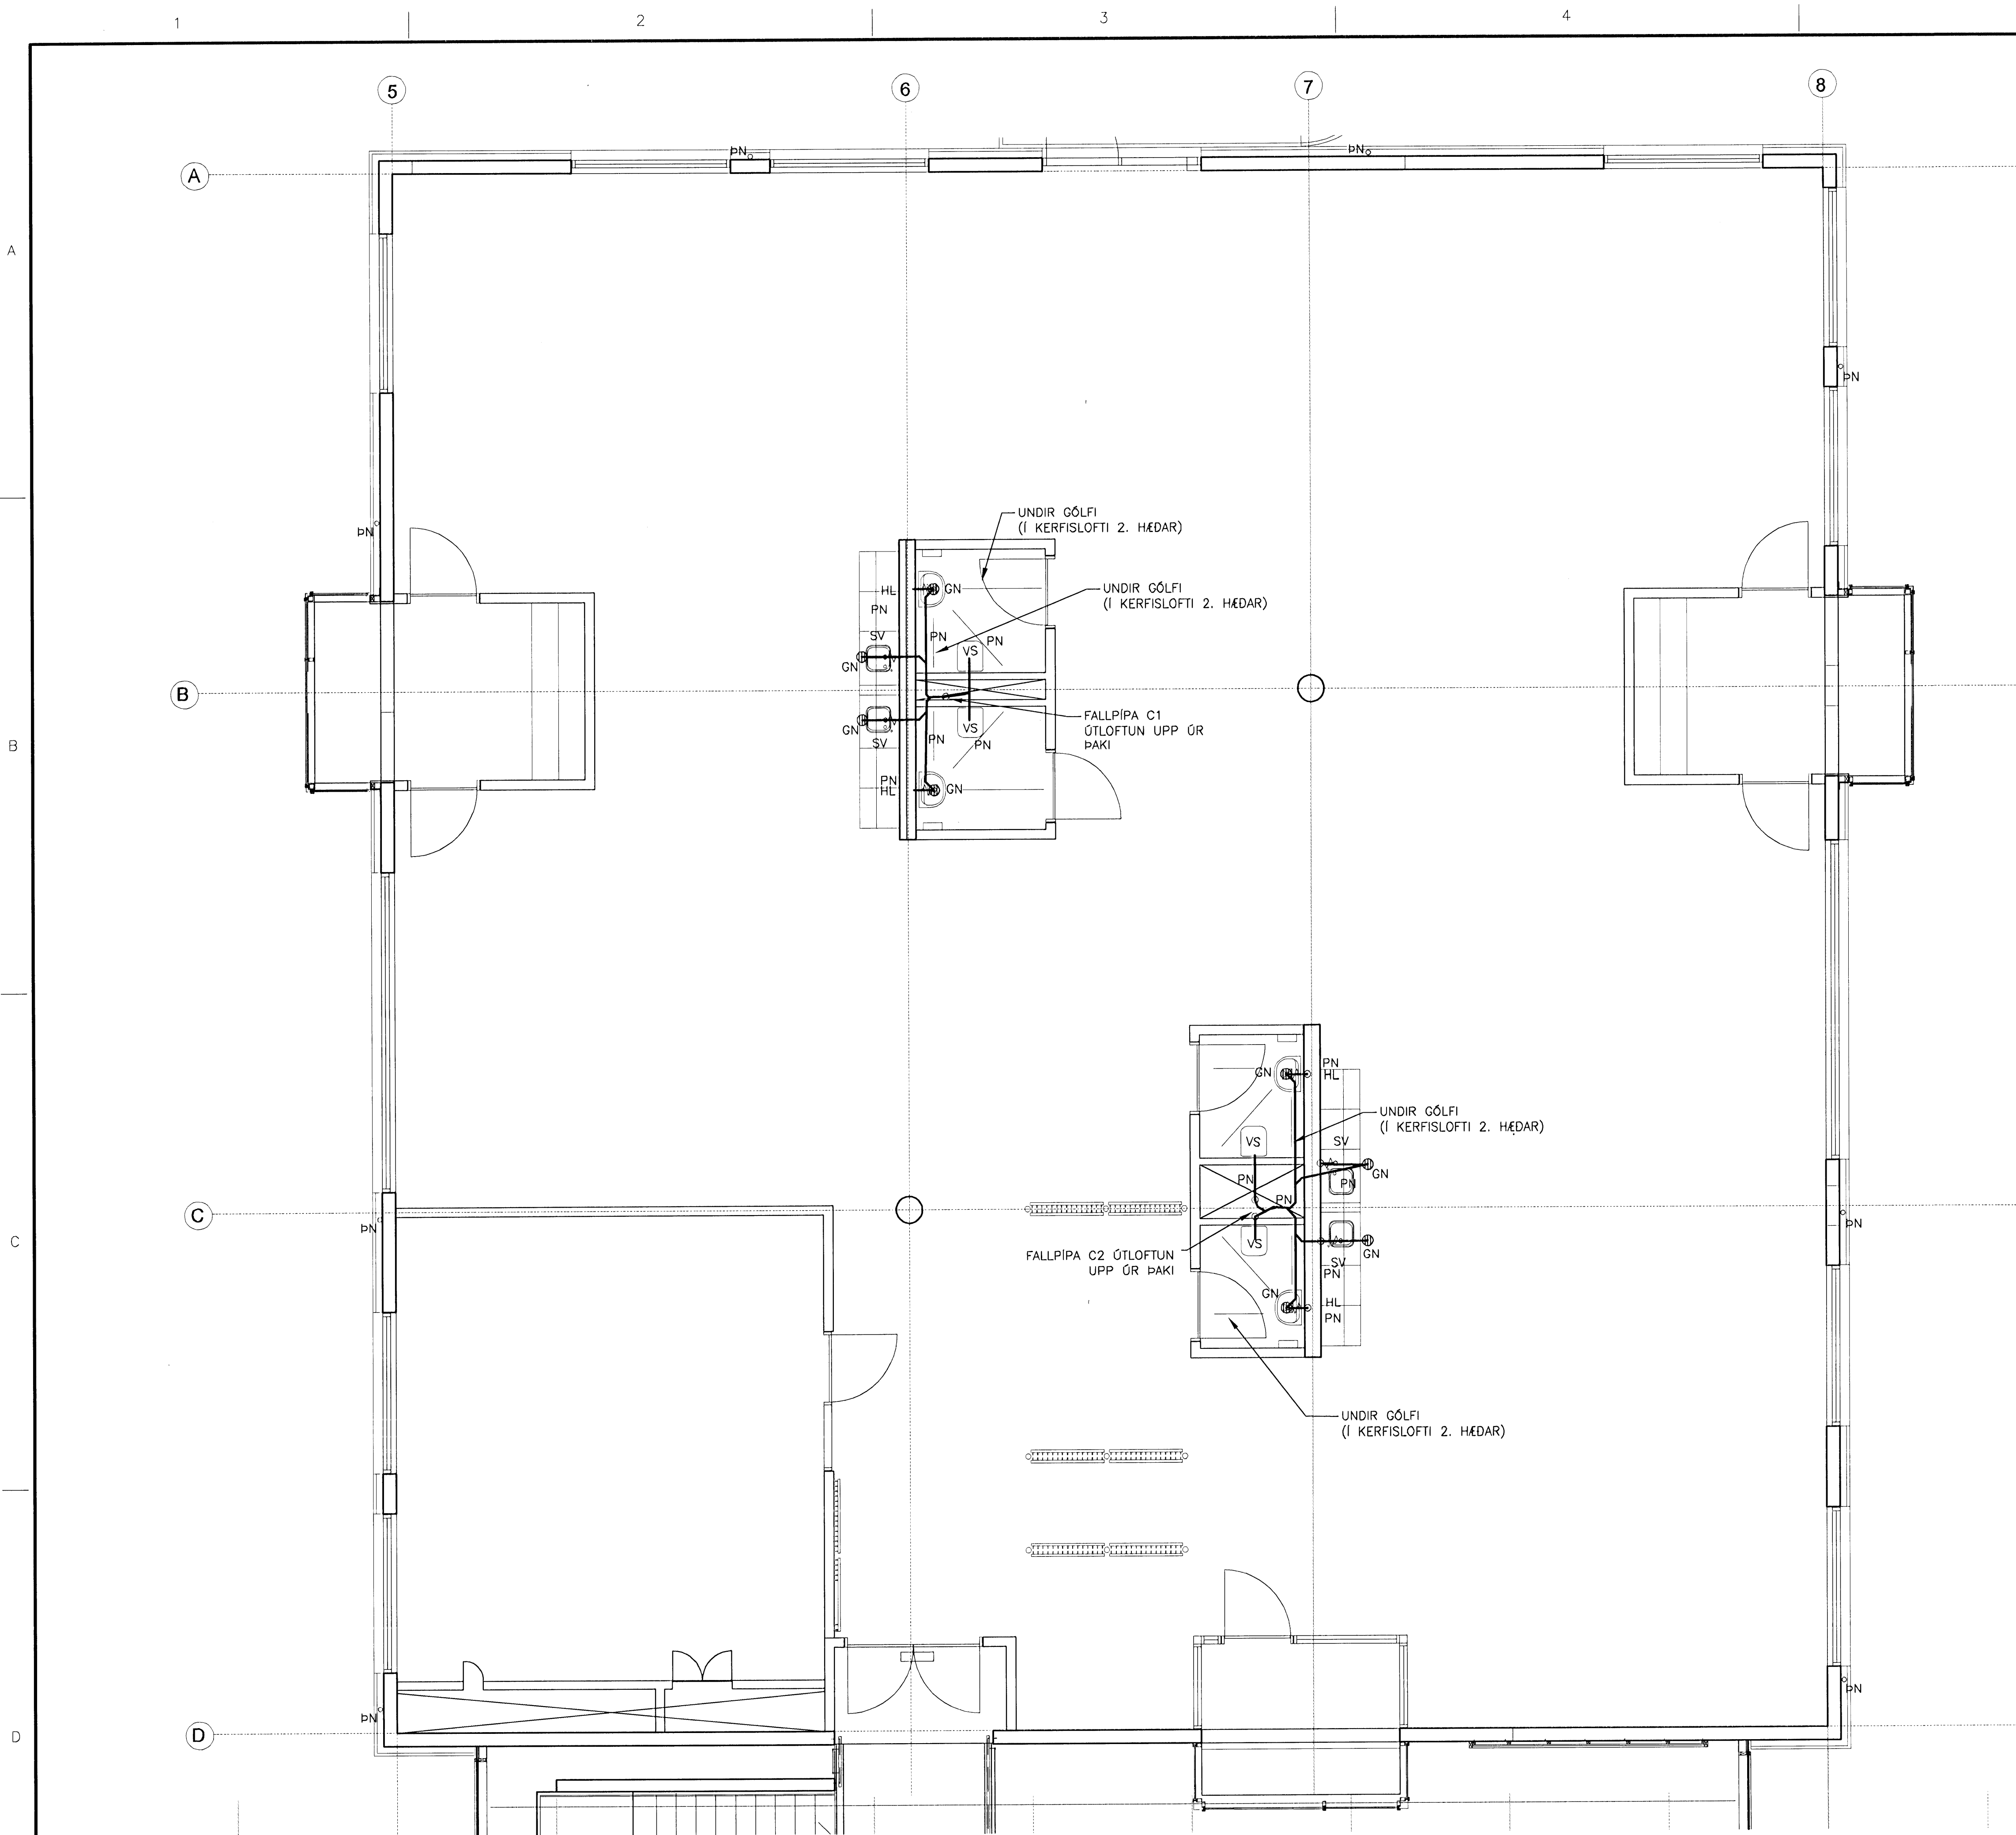 1 2 3 4
5 6 7 8
ÞN ÞN
A
A
ÞN
UNDIR GÓLFI
(Í KERFISLOFTI 2. HÆÐAR)
ÞN
UNDIR GÓLFI
(Í KERFISLOFTI 2. HÆÐAR)
HL GN
PN
SV PN PN
VS
GN
B
FALLPÍPA C1
ÚTLOFTUN UPP ÚR
ÞAKI
GN VS
SV PN PN
B
PN
HL GN
PN
GN HL
UNDIR GÓLFI
(Í KERFISLOFTI 2. HÆÐAR)
VS SV
GN
PN PN
PN
C
ÞN ÞN
C
VS
GN
FALLPÍPA C2 ÚTLOFTUN
UPP ÚR ÞAKI
SV
PN
GN HL
PN
UNDIR GÓLFI
(Í KERFISLOFTI 2. HÆÐAR)
ÞN
ÞN
D
D